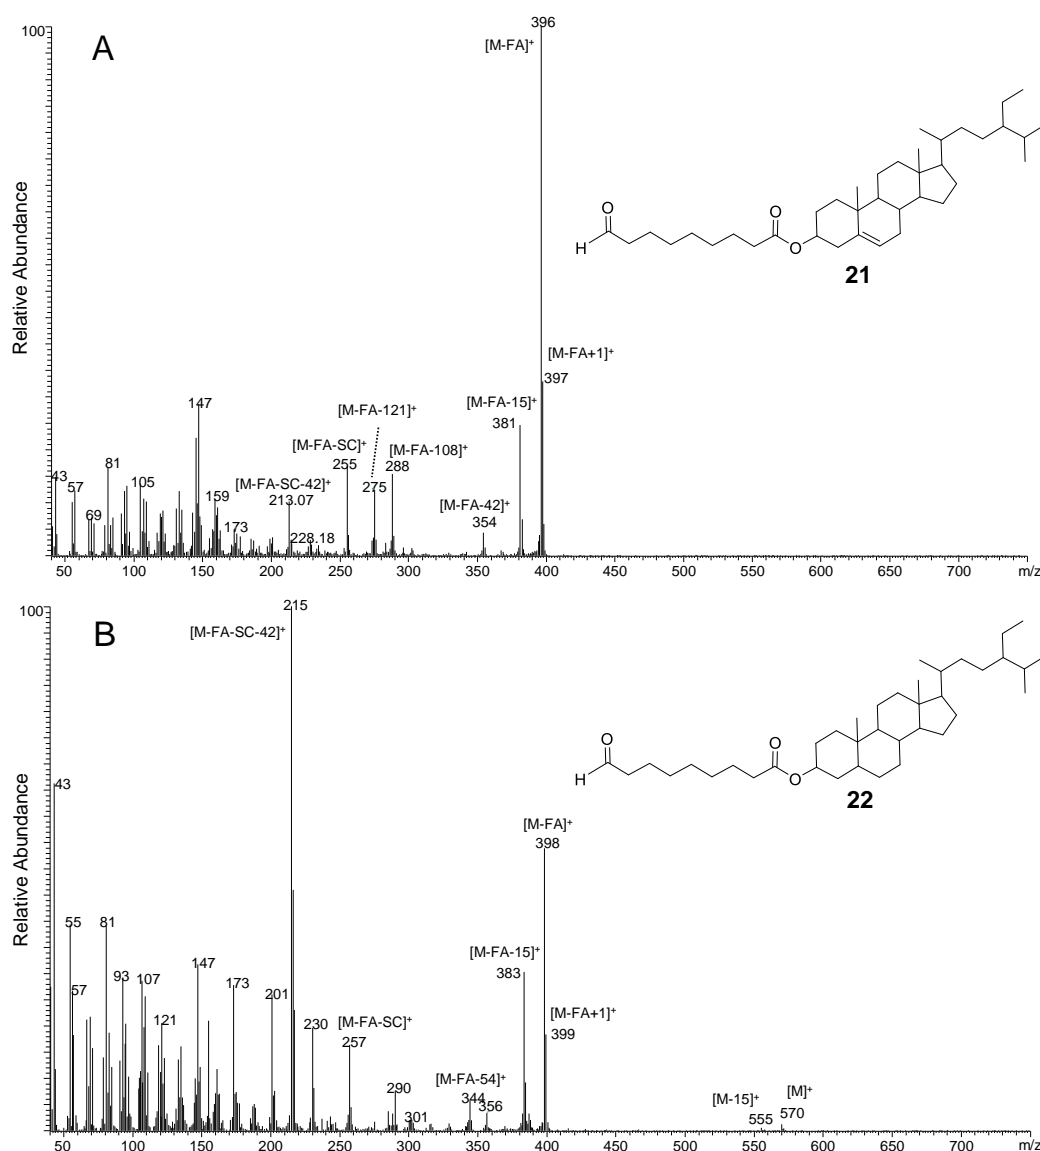 100
A
396
[M-FA]+
O
H
O
O
21
Relative Abundance
[M-FA+1]+
397
[M-FA-15]+
381
147
[M-FA-121]+
[M-FA-SC]+
255
[M-FA-108]+
288
275
81
43
57
105
[M-FA-SC-42]+
213.07
[M-FA-42]+
354
159
69
173
228.18
50 100 150 200 250 300 350 400 450 500 550 600 650 700 m/z
100
B
215
[M-FA-SC-42]+
O
H
O
O
22
Relative Abundance
43
[M-FA]+
398
55
81
[M-FA-15]+
383
147
93
107
173
57
201
[M-FA+1]+
399
121
230
[M-FA-SC]+
257
290
[M-FA-54]+
344
356
301
[M-15]+
555
[M]+
570
50 100 150 200 250 300 350 400 450 500 550 600 650 700 m/z